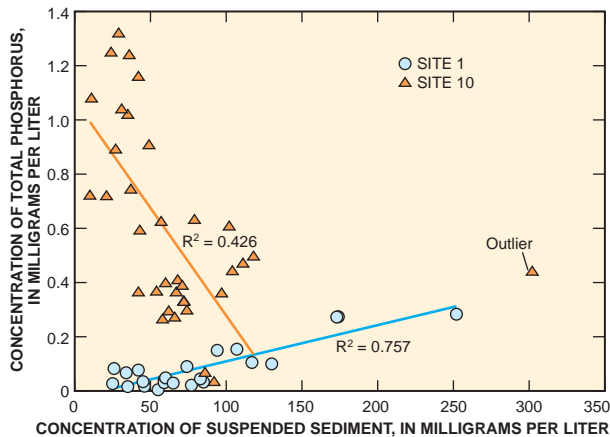 CONCENTRATION OF TOTAL PHOSPHORUS,
IN MILLIGRAMS PER LITER
1.4
1.2
1.0
0.8
0.6
0.4
0.2
0
SITE 1
SITE 10
R² = 0.426
Outlier
R² = 0.757
0 50 100 150 200 250 300 350
CONCENTRATION OF SUSPENDED SEDIMENT, IN MILLIGRAMS PER LITER